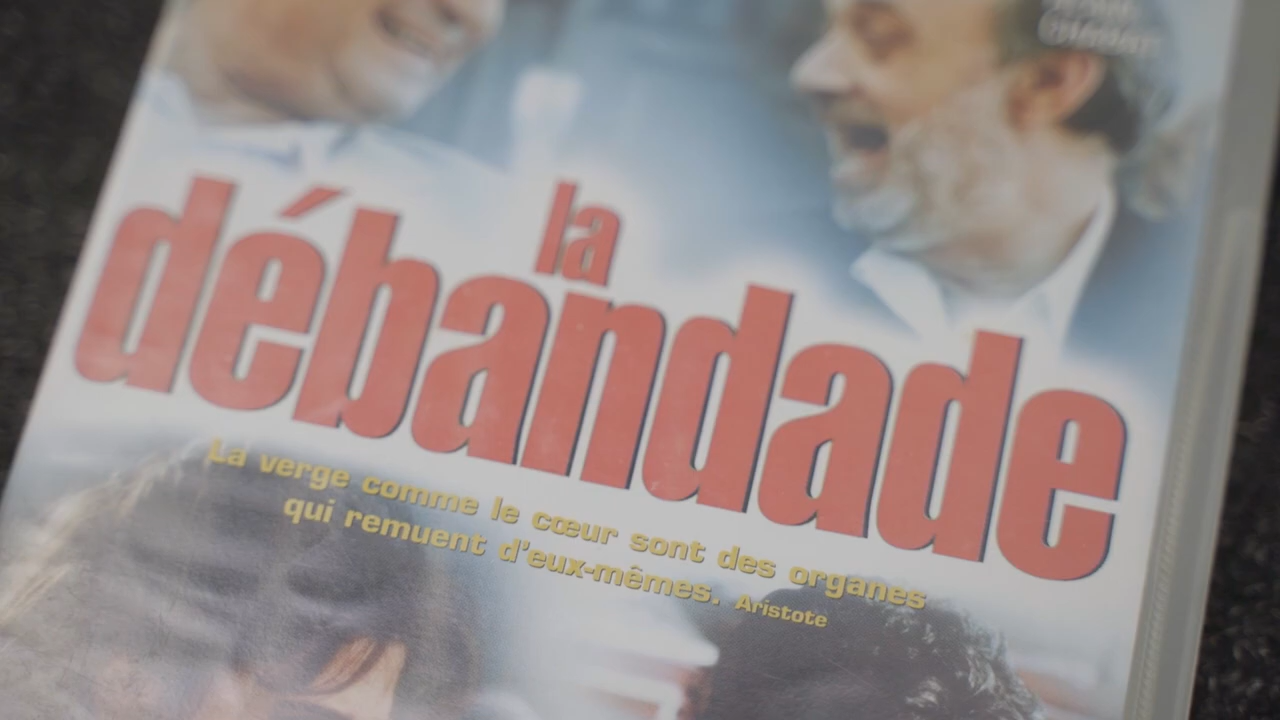 la
débandade
La verge comme le cœur sont des organes
qui remuent d'eux-mêmes. Aristote